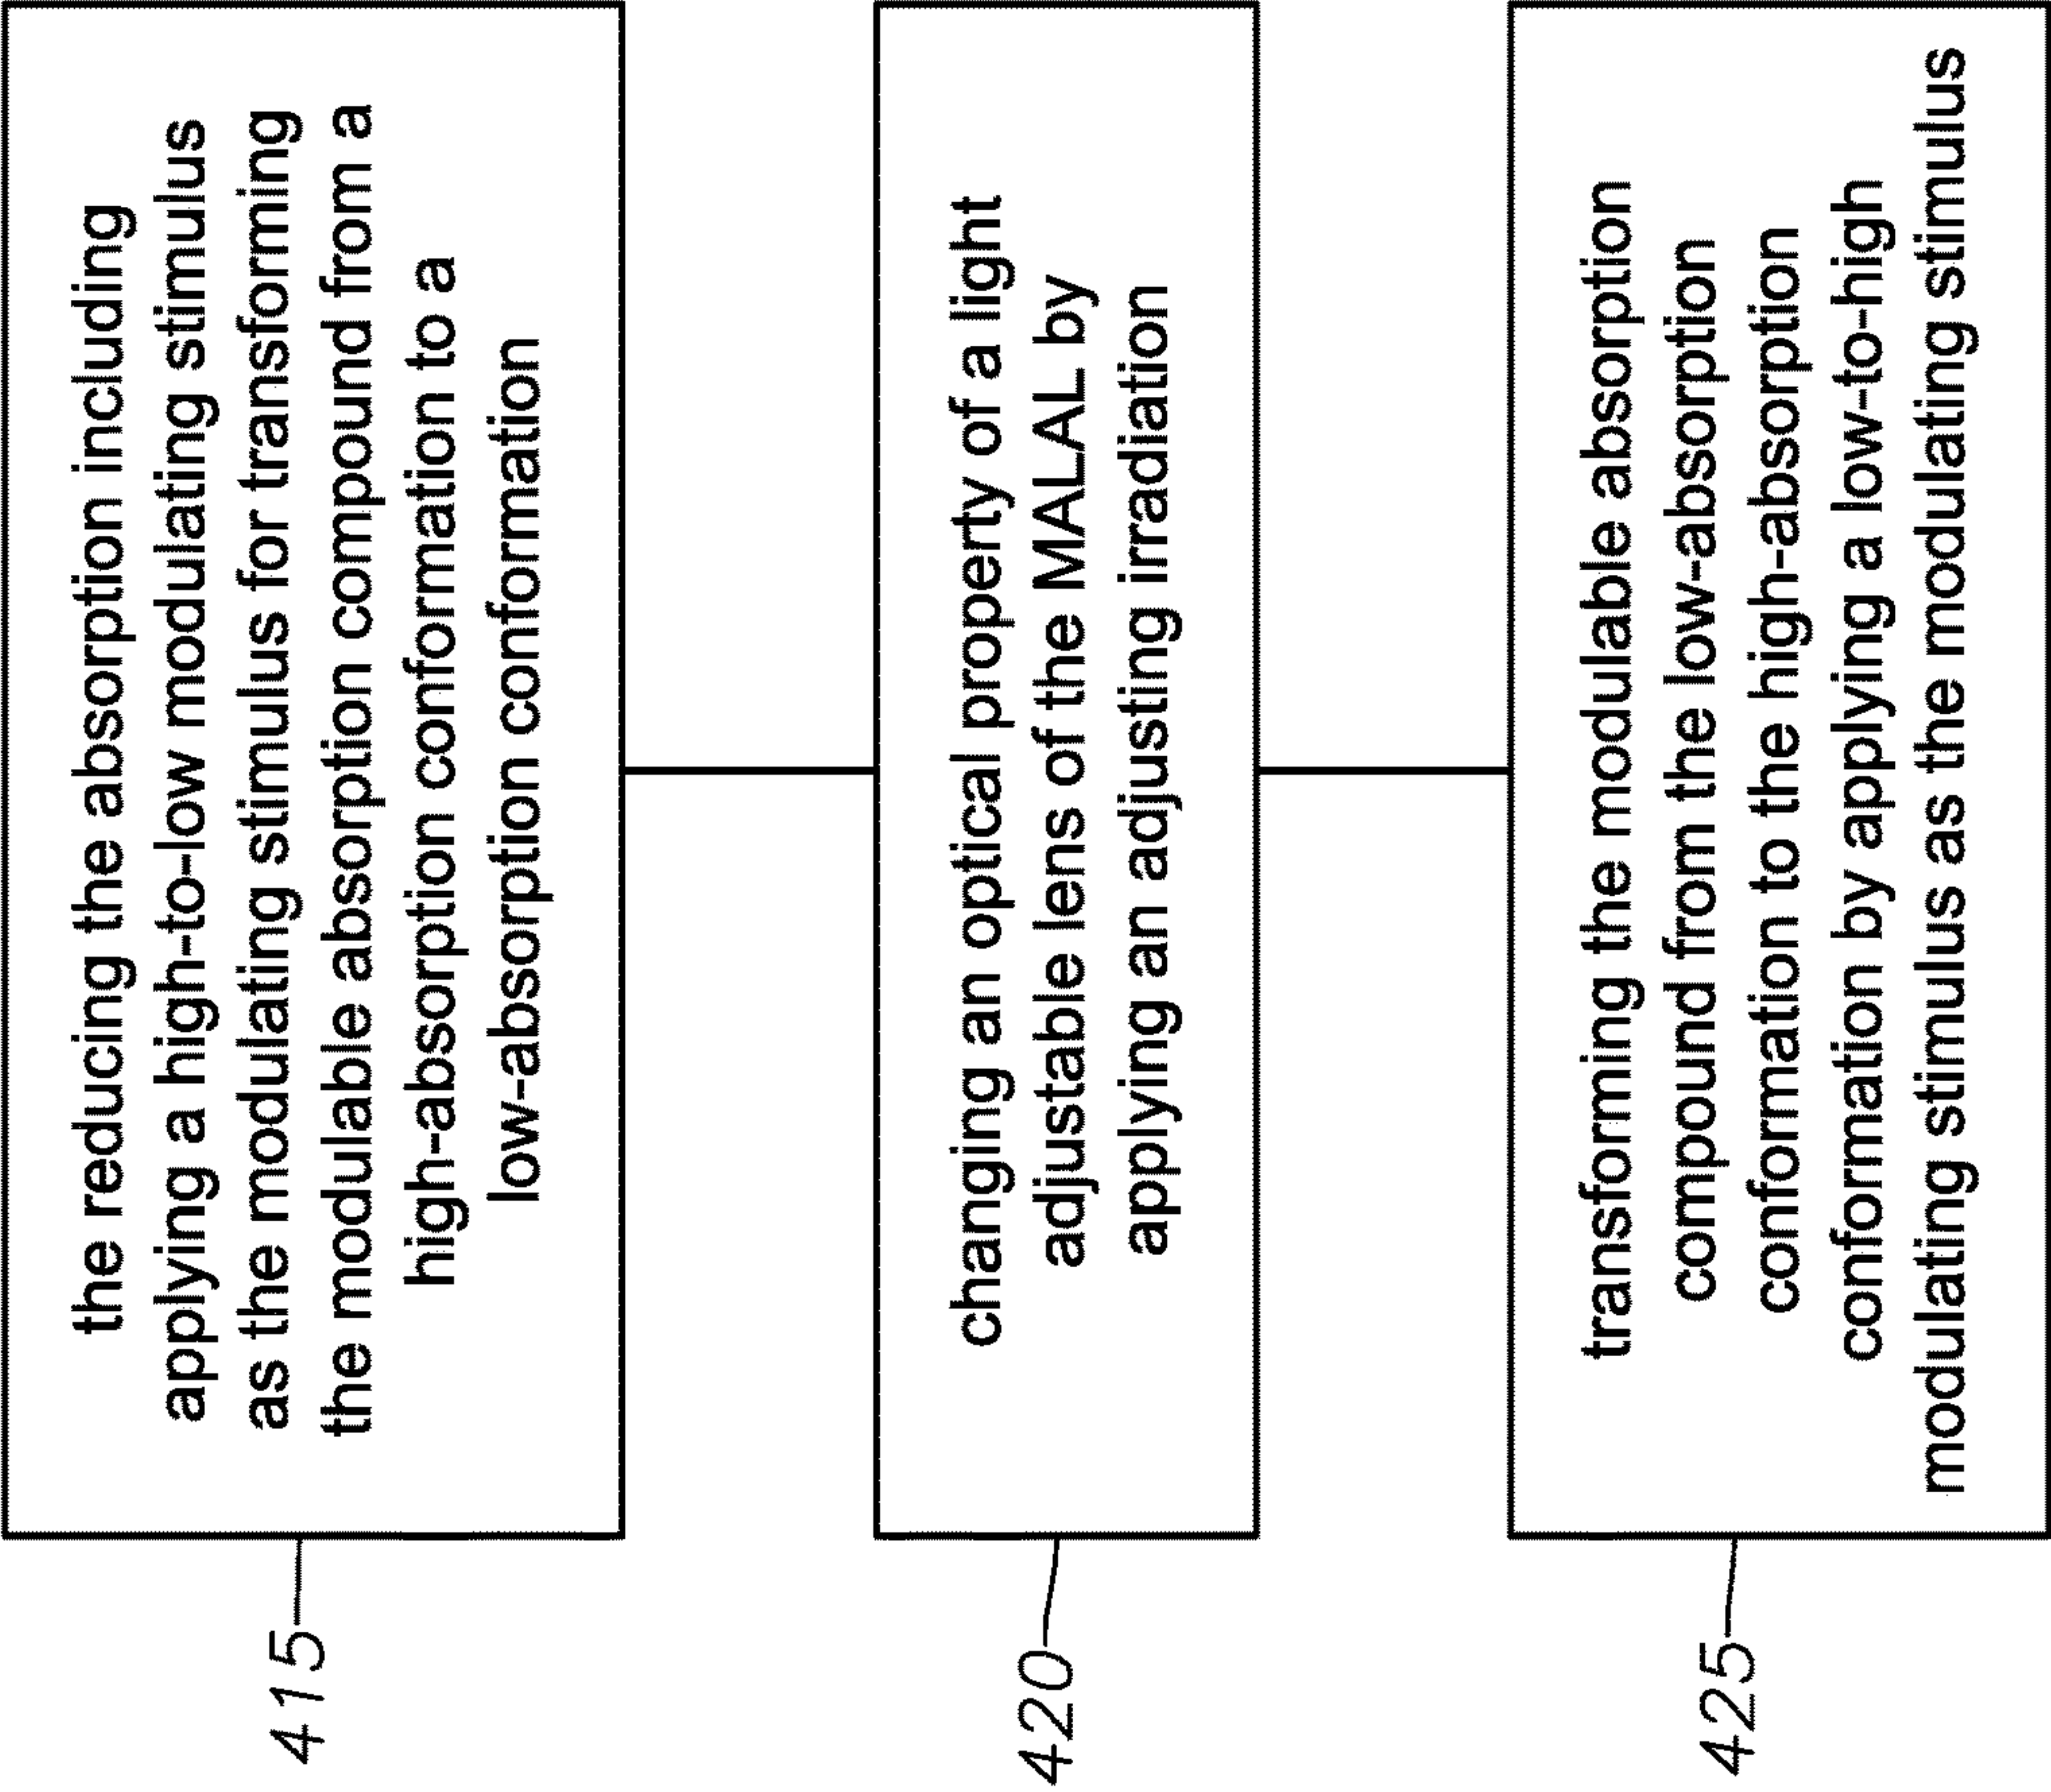 the reducing the absorption including
applying a high-to-low modulating stimulus
as the modulating stimulus for transforming
the modulable absorption compound from a
high-absorption conformation to a
low-absorption conformation
415
changing an optical property of a light
adjustable lens of the MALAL by
applying an adjusting irradiation
420
transforming the modulable absorption
compound from the low-absorption
conformation to the high-absorption
conformation by applying a low-to-high
modulating stimulus as the modulating stimulus
425